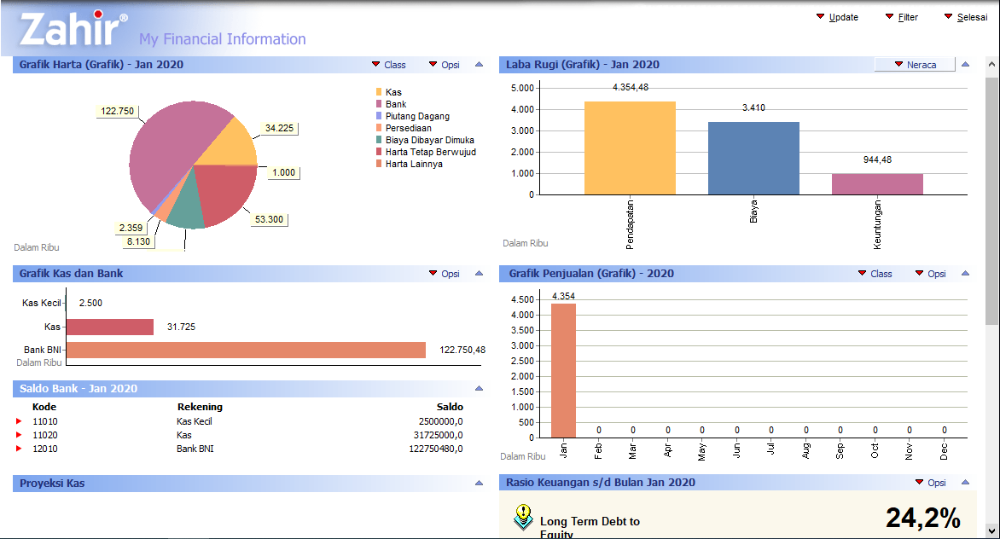 Zahir®
My Financial Information
Update
Filter
Selesai
Grafik Harta (Grafik) - Jan 2020
Class
Opsi
Kas
Bank
Piutang Dagang
Persediaan
Biaya Dibayar Dimuka
Harta Tetap Berwujud
Harta Lainnya
122.750
34.225
1.000
53.300
2.359
8.130
Dalam Ribu
Laba Rugi (Grafik) - Jan 2020
Neraca
5.000
4.000
3.000
2.000
1.000
0
4.354,48
3.410
944,48
Pendapatan
Biaya
Keuntungan
Dalam Ribu
Grafik Kas dan Bank
Opsi
Kas Kecil
2.500
Kas
31.725
Bank BNI
122.750,48
Dalam Ribu
Grafik Penjualan (Grafik) - 2020
Class
Opsi
4.500
4.000
3.500
3.000
2.500
2.000
1.500
1.000
500
0
4.354
0 0 0 0 0 0 0 0 0 0 0
Jan Feb Mar Apr May Jun Jul Aug Sep Oct Nov Dec
Dalam Ribu
Saldo Bank - Jan 2020
Kode Rekening Saldo
11010 Kas Kecil 2500000,0
11020 Kas 31725000,0
12010 Bank BNI 122750480,0
Proyeksi Kas
Rasio Keuangan s/d Bulan Jan 2020
Opsi
Long Term Debt to
Equity
24,2%